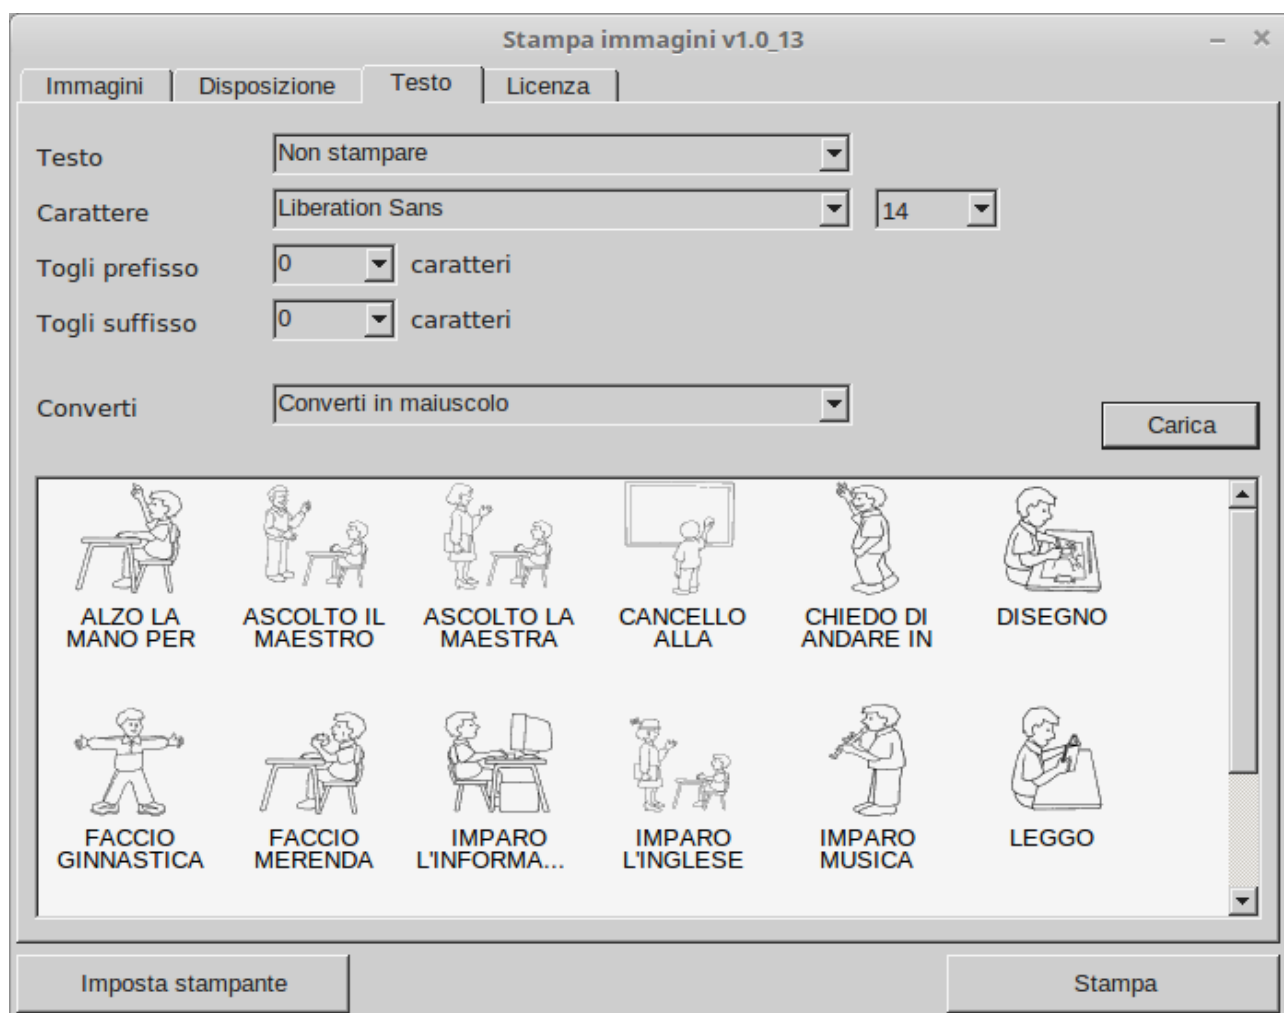 Stampa immagini v1.0_13
Immagini Disposizione Testo Licenza
Testo Non stampare
Carattere Liberation Sans 14
Togli prefisso 0 caratteri
Togli suffisso 0 caratteri
Converti Converti in maiuscolo
Carica
ALZO LA ASCOLTO IL ASCOLTO LA CANCELLO CHIEDO DI DISEGNO
MANO PER MAESTRO MAESTRA ALLA ANDARE IN
FACCIO FACCIO IMPARO IMPARO IMPARO LEGGO
GINNASTICA MERENDA L'INFORMA... L'INGLESE MUSICA
Imposta stampante Stampa